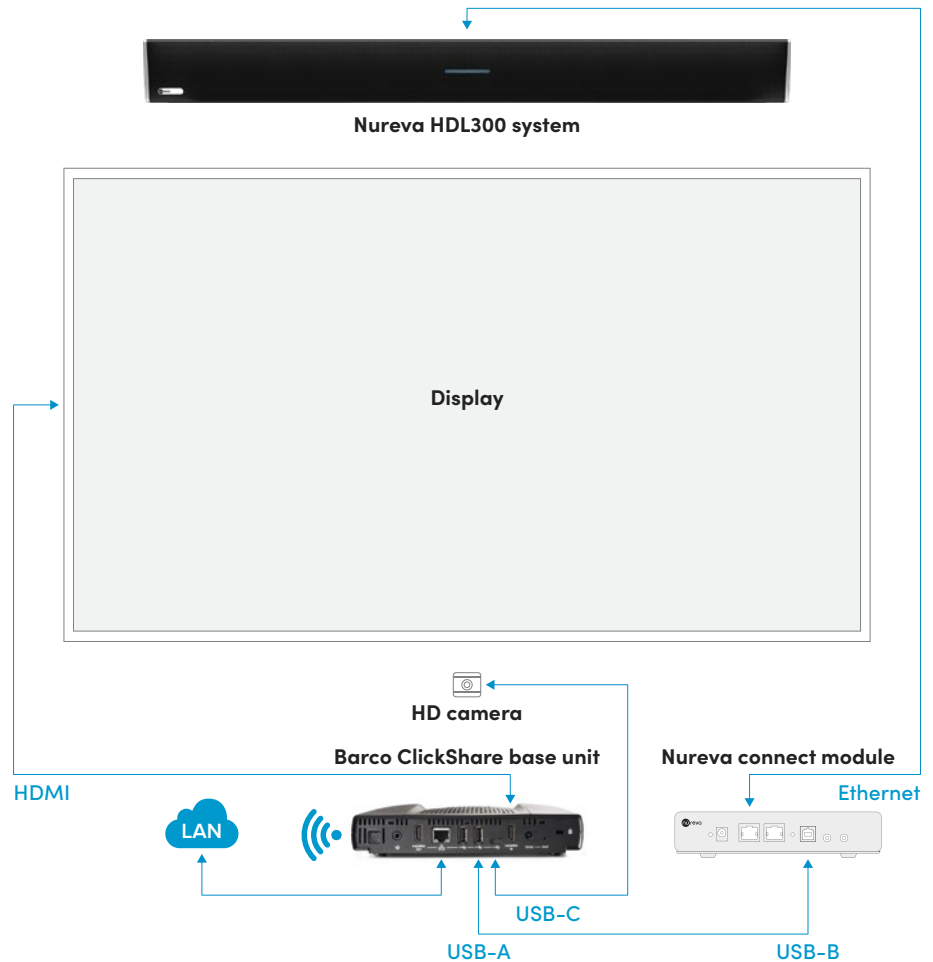 Nureva HDL300 system
Display
HD camera
Barco ClickShare base unit
Nureva connect module
HDMI
Ethernet
LAN
nureva
USB-C
USB-A
USB-B